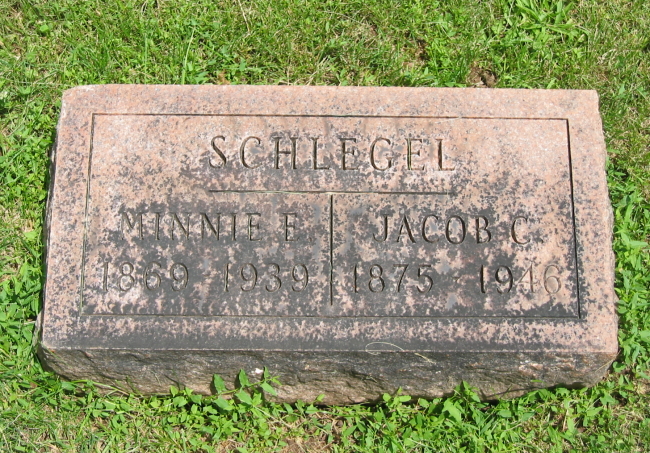 SCHLEGEL
MINNIE E. JACOB C.
1869 1939 1875 1946